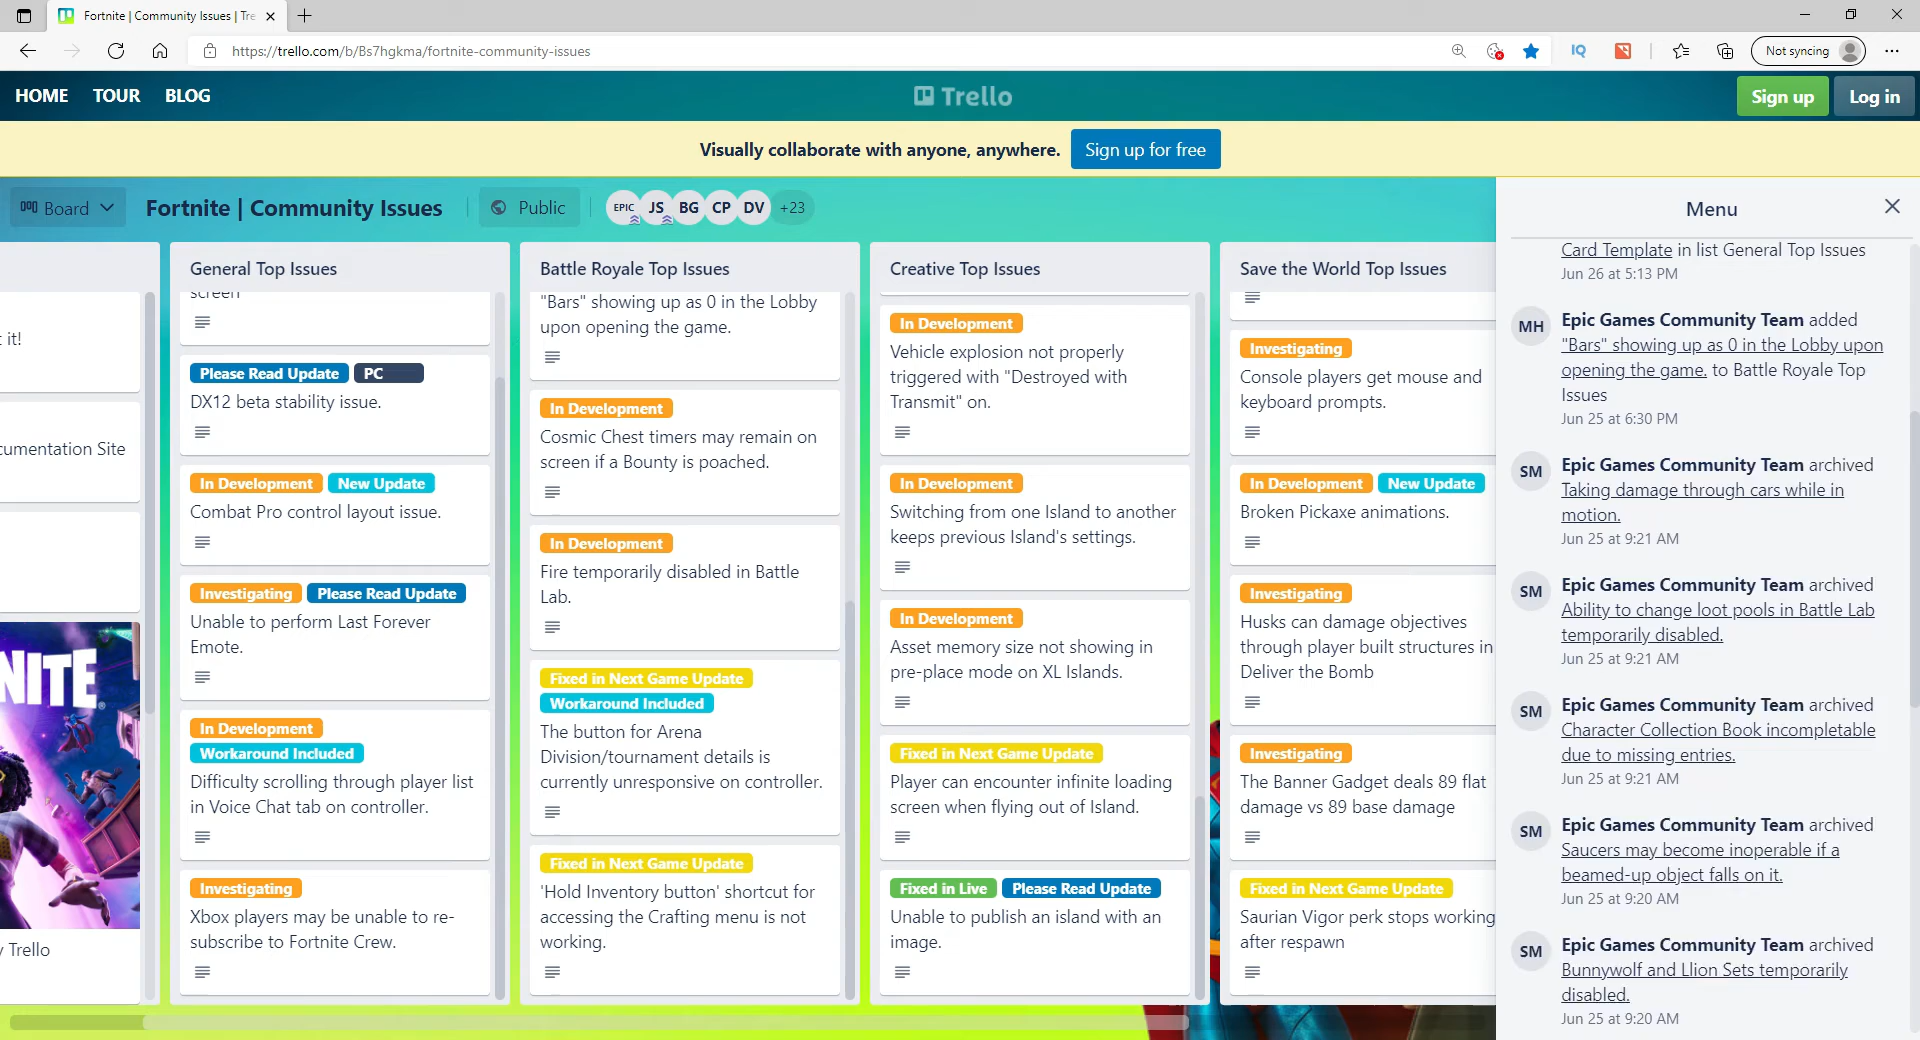 Fortnite | Community Issues | Tre
https://trello.com/b/Bs7hgkma/fortnite-community-issues
IQ
Not syncing
HOME
TOUR
BLOG
Trello
Sign up
Log in
Visually collaborate with anyone, anywhere.
Sign up for free
Board
Fortnite | Community Issues
Public
EPIC
JS
BG
CP
DV
+23
it!
cumentation Site
NITE
y Trello
General Top Issues
screen
Please Read Update PC
DX12 beta stability issue.
In Development New Update
Combat Pro control layout issue.
Investigating Please Read Update
Unable to perform Last Forever
Emote.
In Development
Workaround Included
Difficulty scrolling through player list
in Voice Chat tab on controller.
Investigating
Xbox players may be unable to re-
subscribe to Fortnite Crew.
Battle Royale Top Issues
"Bars" showing up as 0 in the Lobby
upon opening the game.
In Development
Cosmic Chest timers may remain on
screen if a Bounty is poached.
In Development
Fire temporarily disabled in Battle
Lab.
Fixed in Next Game Update
Workaround Included
The button for Arena
Division/tournament details is
currently unresponsive on controller.
Fixed in Next Game Update
'Hold Inventory button' shortcut for
accessing the Crafting menu is not
working.
Creative Top Issues
In Development
Vehicle explosion not properly
triggered with "Destroyed with
Transmit" on.
In Development
Switching from one Island to another
keeps previous Island's settings.
In Development
Asset memory size not showing in
pre-place mode on XL Islands.
Fixed in Next Game Update
Player can encounter infinite loading
screen when flying out of Island.
Fixed in Live Please Read Update
Unable to publish an island with an
image.
Save the World Top Issues
Investigating
Console players get mouse and
keyboard prompts.
In Development New Update
Broken Pickaxe animations.
Investigating
Husks can damage objectives
through player built structures in
Deliver the Bomb
Investigating
The Banner Gadget deals 89 flat
damage vs 89 base damage
Fixed in Next Game Update
Saurian Vigor perk stops working
after respawn
Menu
Card Template in list General Top Issues
Jun 26 at 5:13 PM
MH
Epic Games Community Team added
"Bars" showing up as 0 in the Lobby upon
opening the game. to Battle Royale Top
Issues
Jun 25 at 6:30 PM
SM
Epic Games Community Team archived
Taking damage through cars while in
motion.
Jun 25 at 9:21 AM
SM
Epic Games Community Team archived
Ability to change loot pools in Battle Lab
temporarily disabled.
Jun 25 at 9:21 AM
SM
Epic Games Community Team archived
Character Collection Book incompletable
due to missing entries.
Jun 25 at 9:21 AM
SM
Epic Games Community Team archived
Saucers may become inoperable if a
beamed-up object falls on it.
Jun 25 at 9:20 AM
SM
Epic Games Community Team archived
Bunnywolf and Llion Sets temporarily
disabled.
Jun 25 at 9:20 AM